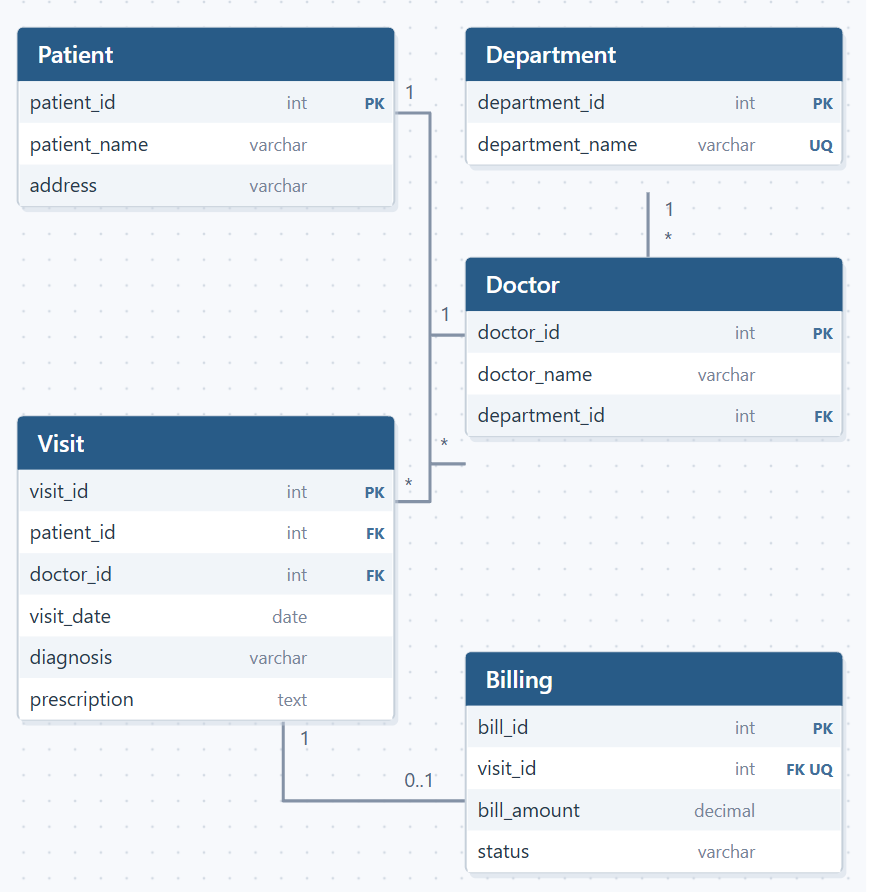 Patient
patient_id int PK
patient_name varchar
address varchar
1
Department
department_id int PK
department_name varchar UQ
1
*
Doctor
doctor_id int PK
doctor_name varchar
department_id int FK
1
*
*
Visit
visit_id int PK
patient_id int FK
doctor_id int FK
visit_date date
diagnosis varchar
prescription text
1
0..1
Billing
bill_id int PK
visit_id int FK UQ
bill_amount decimal
status varchar